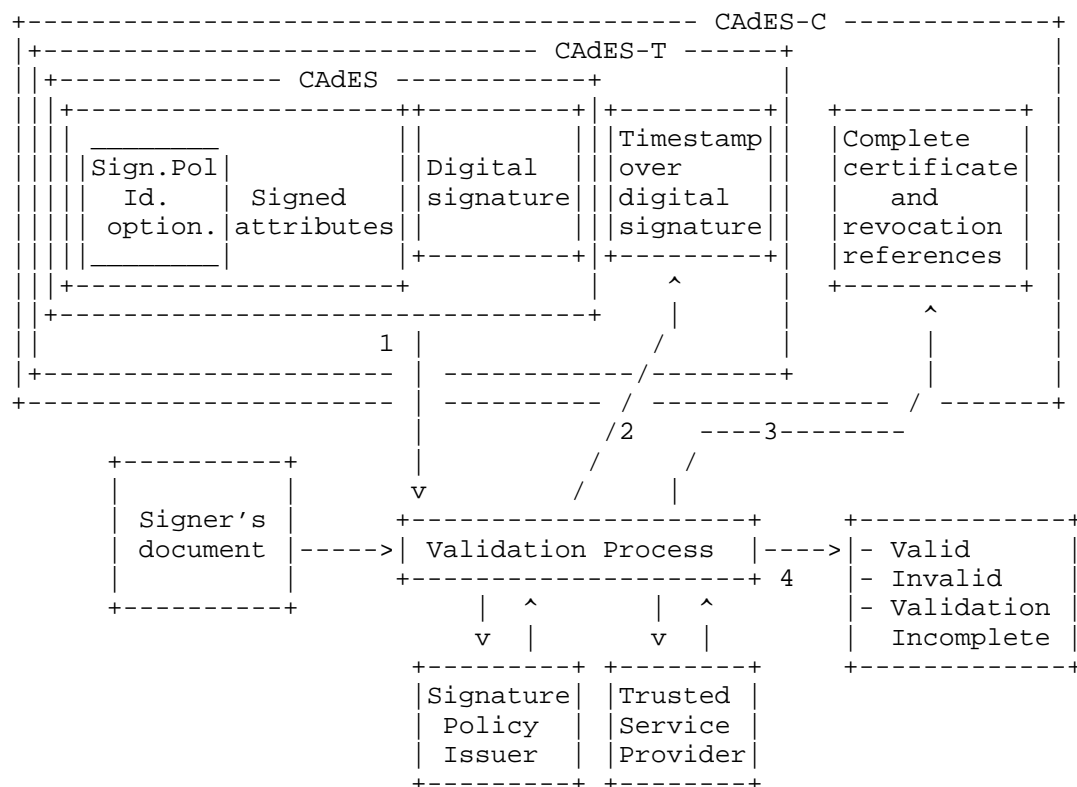 CAdES-C
CAdES-T
CAdES
Timestamp Complete
Sign.Pol Digital over certificate
Id. Signed signature digital and
option. attributes signature revocation
references
1
2 3
Signer's
document Validation Process - Valid
4 - Invalid
- Validation
Incomplete
Signature Trusted
Policy Service
Issuer Provider